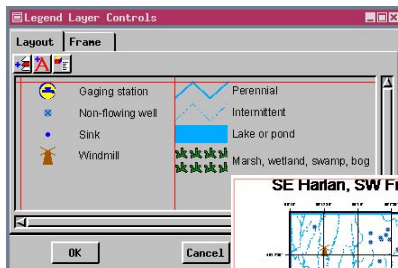 Legend Layer Controls
Layout Frame
Gaging station
Perennial
Non-flowing well
Intermittent
Sink
Lake or pond
Windmill
Marsh, wetland, swamp, bog
SE Harlan, SW Fr
OK
Cancel